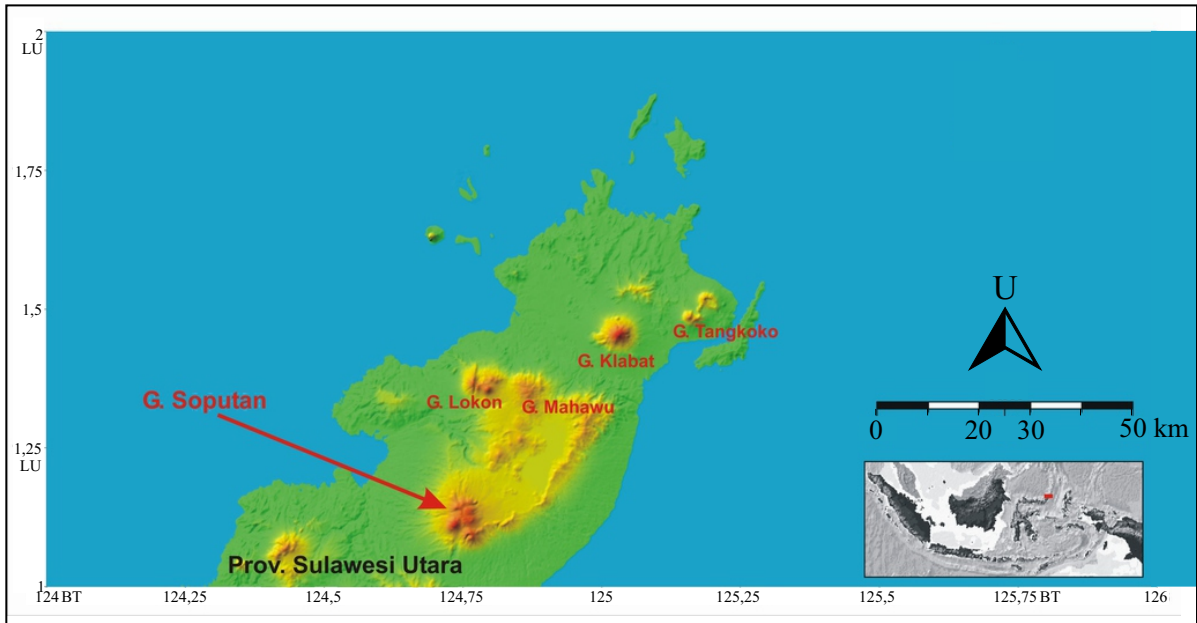 2
LU
1,75
1,5
1,25
LU
1
G. Tangkoko
G. Klabat
G. Lokon
G. Mahawu
G. Soputan
Prov. Sulawesi Utara
U
0 20 30 50 km
124 BT 124,25 124,5 124,75 125 125,25 125,5 125,75 BT 126